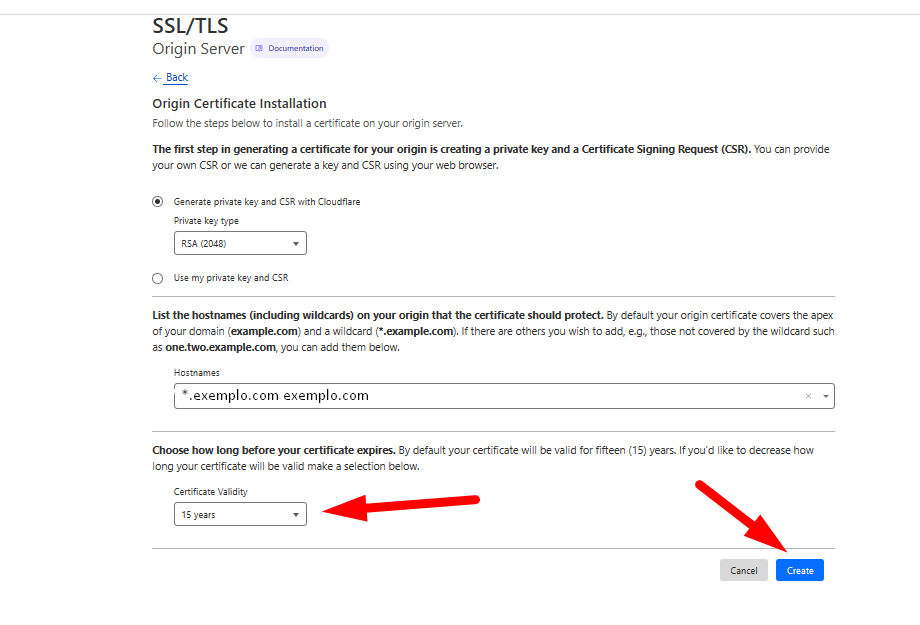 SSL/TLS
Origin Server Documentation
← Back
Origin Certificate Installation
Follow the steps below to install a certificate on your origin server.
The first step in generating a certificate for your origin is creating a private key and a Certificate Signing Request (CSR). You can provide
your own CSR or we can generate a key and CSR using your web browser.
Generate private key and CSR with Cloudflare
Private key type
RSA (2048)
Use my private key and CSR
List the hostnames (including wildcards) on your origin that the certificate should protect. By default your origin certificate covers the apex
of your domain (example.com) and a wildcard (*.example.com). If there are others you wish to add, e.g., those not covered by the wildcard such
as one.two.example.com, you can add them below.
Hostnames
*.exemplo.com exemplo.com
Choose how long before your certificate expires. By default your certificate will be valid for fifteen (15) years. If you'd like to decrease how
long your certificate will be valid make a selection below.
Certificate Validity
15 years
Cancel Create